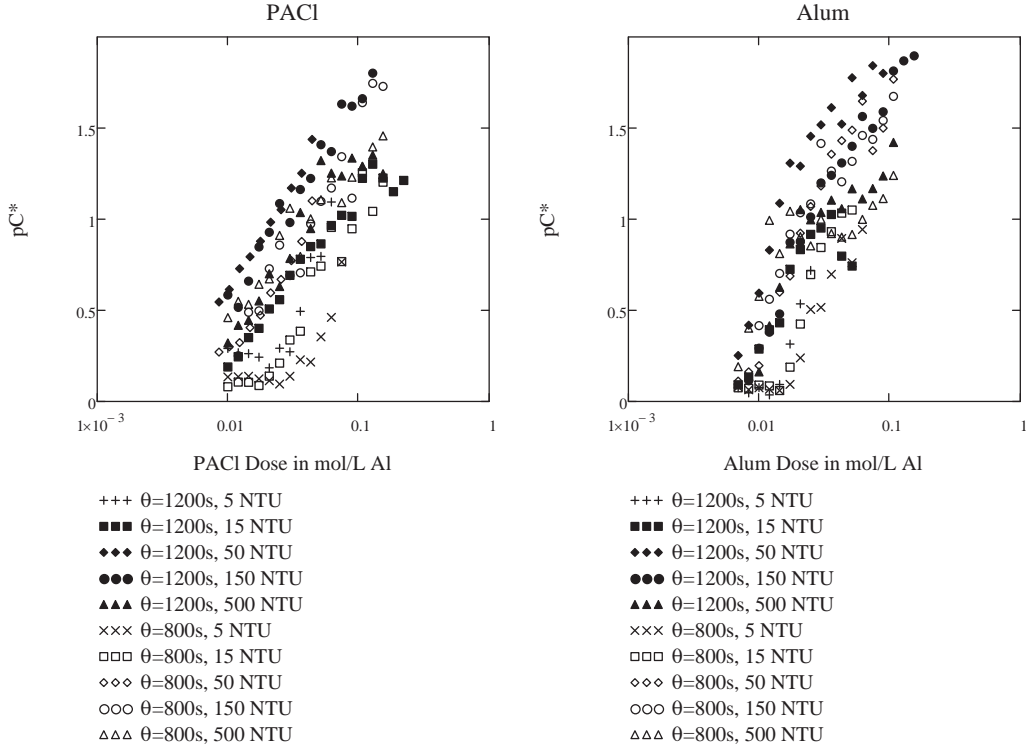 PACl
pC*
1.5
1
0.5
0
1×10⁻³
0.01
0.1
1
PACl Dose in mol/L Al
+++ θ=1200s, 5 NTU
■■■ θ=1200s, 15 NTU
◆◆◆ θ=1200s, 50 NTU
●●● θ=1200s, 150 NTU
▲▲▲ θ=1200s, 500 NTU
××× θ=800s, 5 NTU
□□□ θ=800s, 15 NTU
◇◇◇ θ=800s, 50 NTU
○○○ θ=800s, 150 NTU
△△△ θ=800s, 500 NTU
Alum
pC*
1.5
1
0.5
0
1×10⁻³
0.01
0.1
1
Alum Dose in mol/L Al
+++ θ=1200s, 5 NTU
■■■ θ=1200s, 15 NTU
◆◆◆ θ=1200s, 50 NTU
●●● θ=1200s, 150 NTU
▲▲▲ θ=1200s, 500 NTU
××× θ=800s, 5 NTU
□□□ θ=800s, 15 NTU
◇◇◇ θ=800s, 50 NTU
○○○ θ=800s, 150 NTU
△△△ θ=800s, 500 NTU